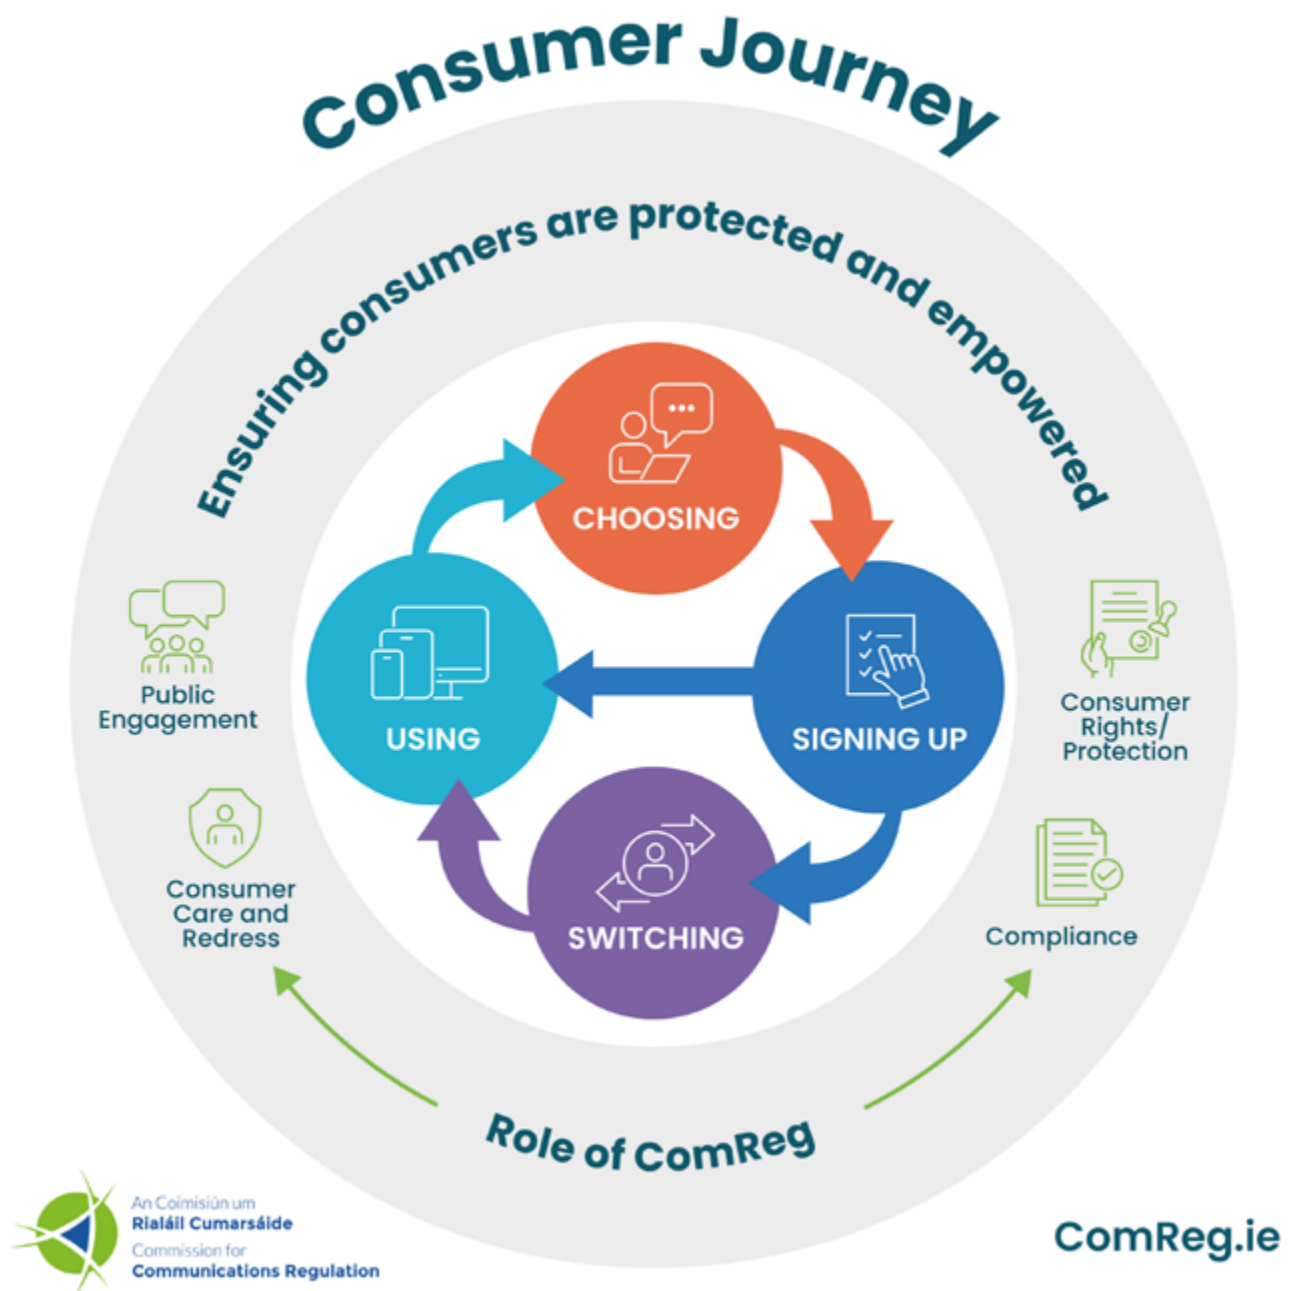 Consumer Journey
Ensuring consumers are protected and empowered
CHOOSING
USING
SIGNING UP
SWITCHING
Public
Engagement
Consumer
Care and
Redress
Consumer
Rights/
Protection
Compliance
Role of ComReg
An Coimisiún um
Rialáil Cumarsáide
Commission for
Communications Regulation
ComReg.ie